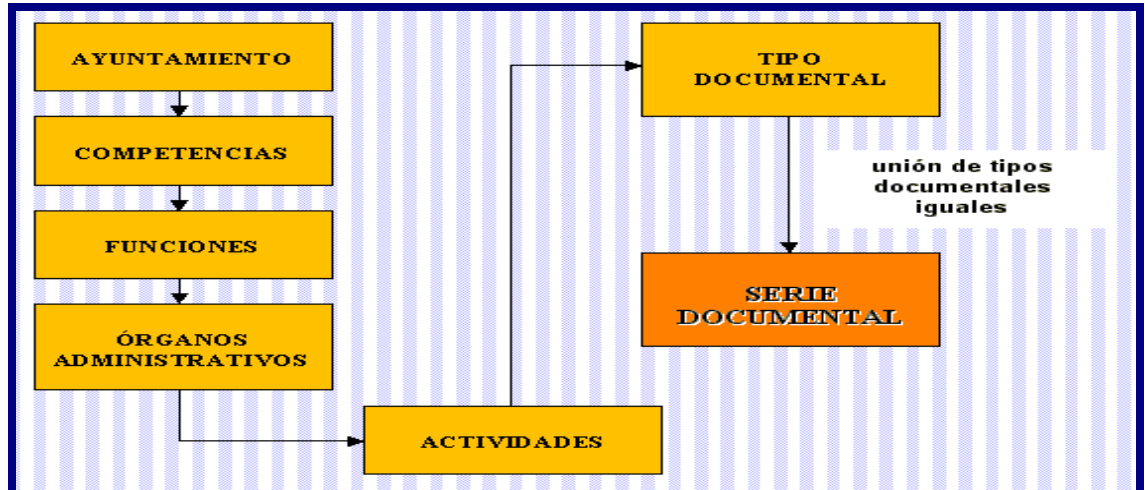 AYUNTAMIENTO
COMPETENCIAS
FUNCIONES
ÓRGANOS
ADMINISTRATIVOS
ACTIVIDADES
TIPO
DOCUMENTAL
unión de tipos
documentales
iguales
SERIE
DOCUMENTAL